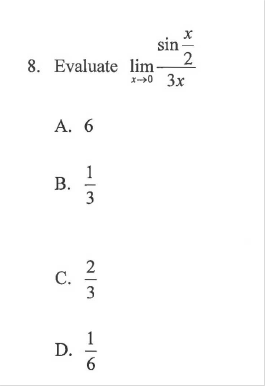 8. Evaluate lim x→0 (sin x/2)/(3x)
A. 6
B. 1/3
C. 2/3
D. 1/6